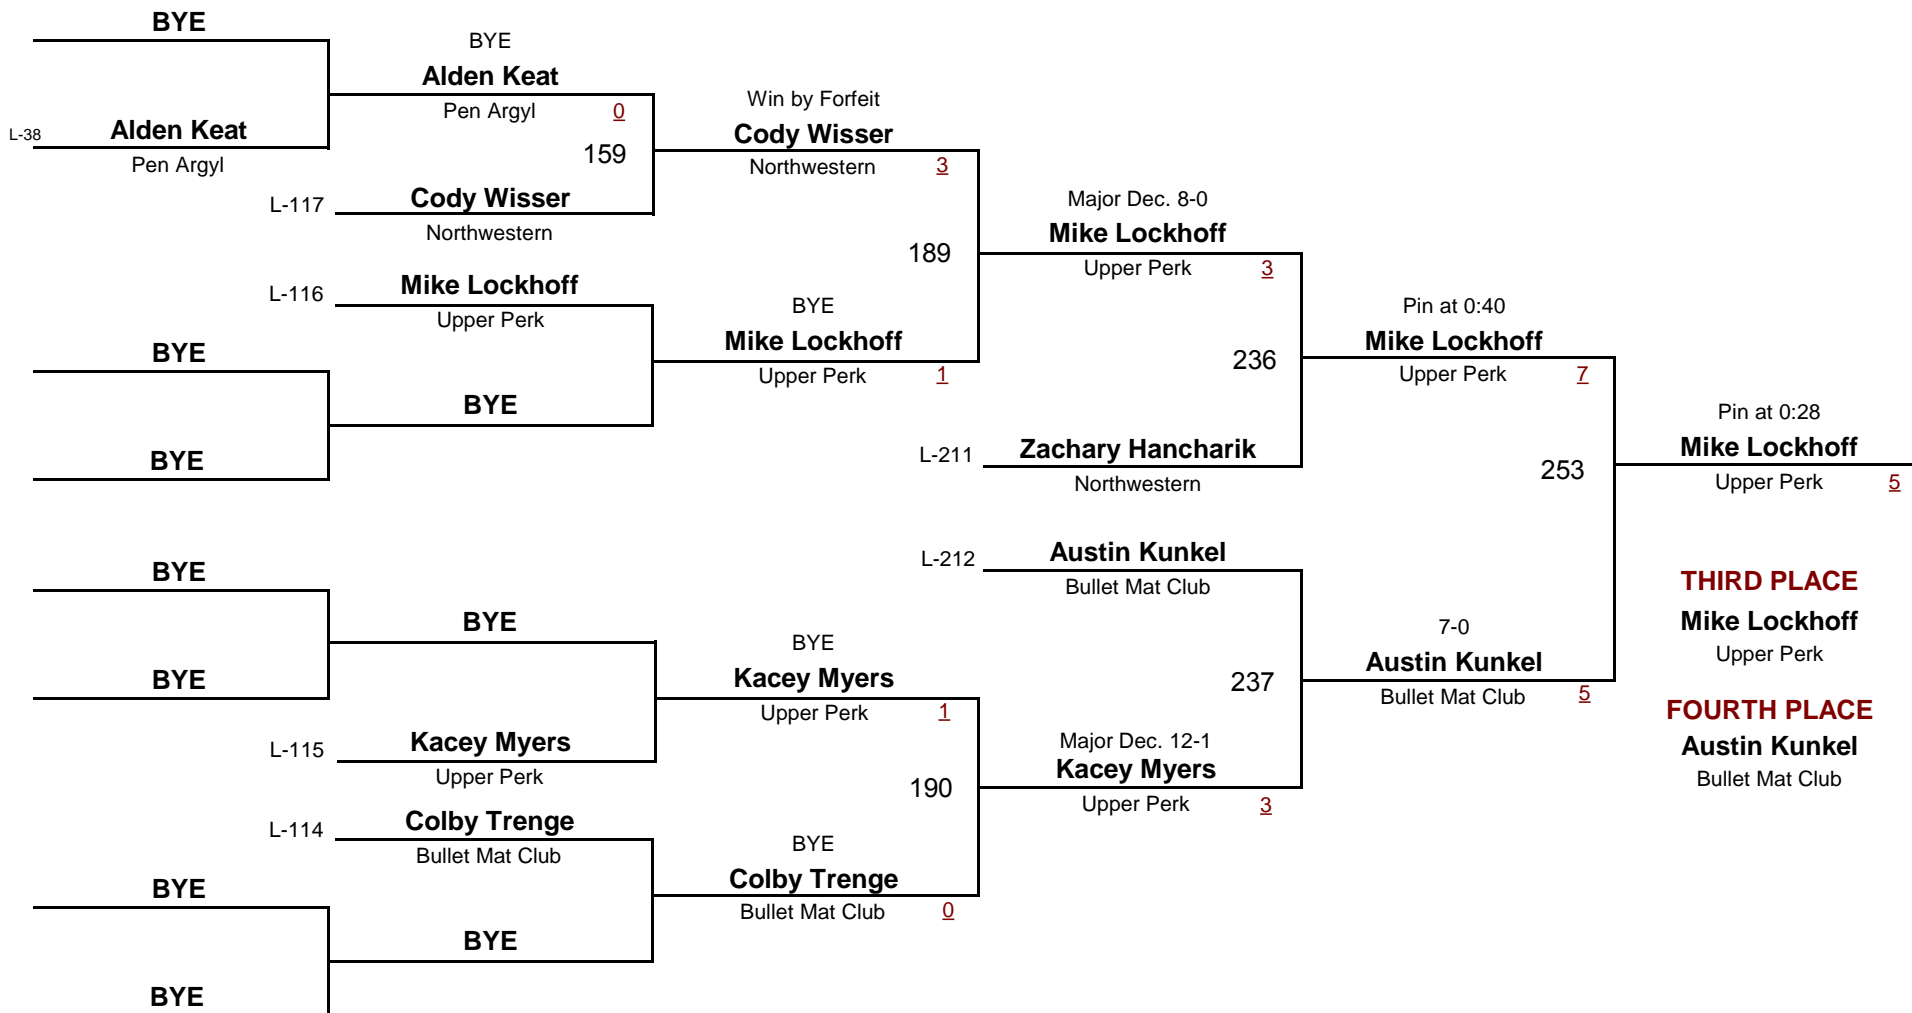 BYE
BYE
Alden Keat
Pen Argyl
0
L-38
Alden Keat
Pen Argyl
159
Win by Forfeit
Cody Wisser
Northwestern
3
L-117
Cody Wisser
Northwestern
189
Major Dec. 8-0
Mike Lockhoff
Upper Perk
3
L-116
Mike Lockhoff
Upper Perk
BYE
Mike Lockhoff
Upper Perk
1
BYE
BYE
BYE
236
Pin at 0:40
Mike Lockhoff
Upper Perk
7
L-211
Zachary Hancharik
Northwestern
253
Pin at 0:28
Mike Lockhoff
Upper Perk
5
L-212
Austin Kunkel
Bullet Mat Club
BYE
BYE
BYE
BYE
Kacey Myers
Upper Perk
1
237
7-0
Austin Kunkel
Bullet Mat Club
5
THIRD PLACE
Mike Lockhoff
Upper Perk
FOURTH PLACE
Austin Kunkel
Bullet Mat Club
L-115
Kacey Myers
Upper Perk
190
Major Dec. 12-1
Kacey Myers
Upper Perk
3
L-114
Colby Trenge
Bullet Mat Club
BYE
Colby Trenge
Bullet Mat Club
0
BYE
BYE
BYE